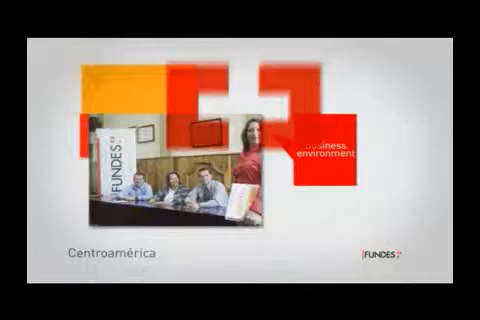 business
environment
FUNDES
Centroamérica
FUNDES